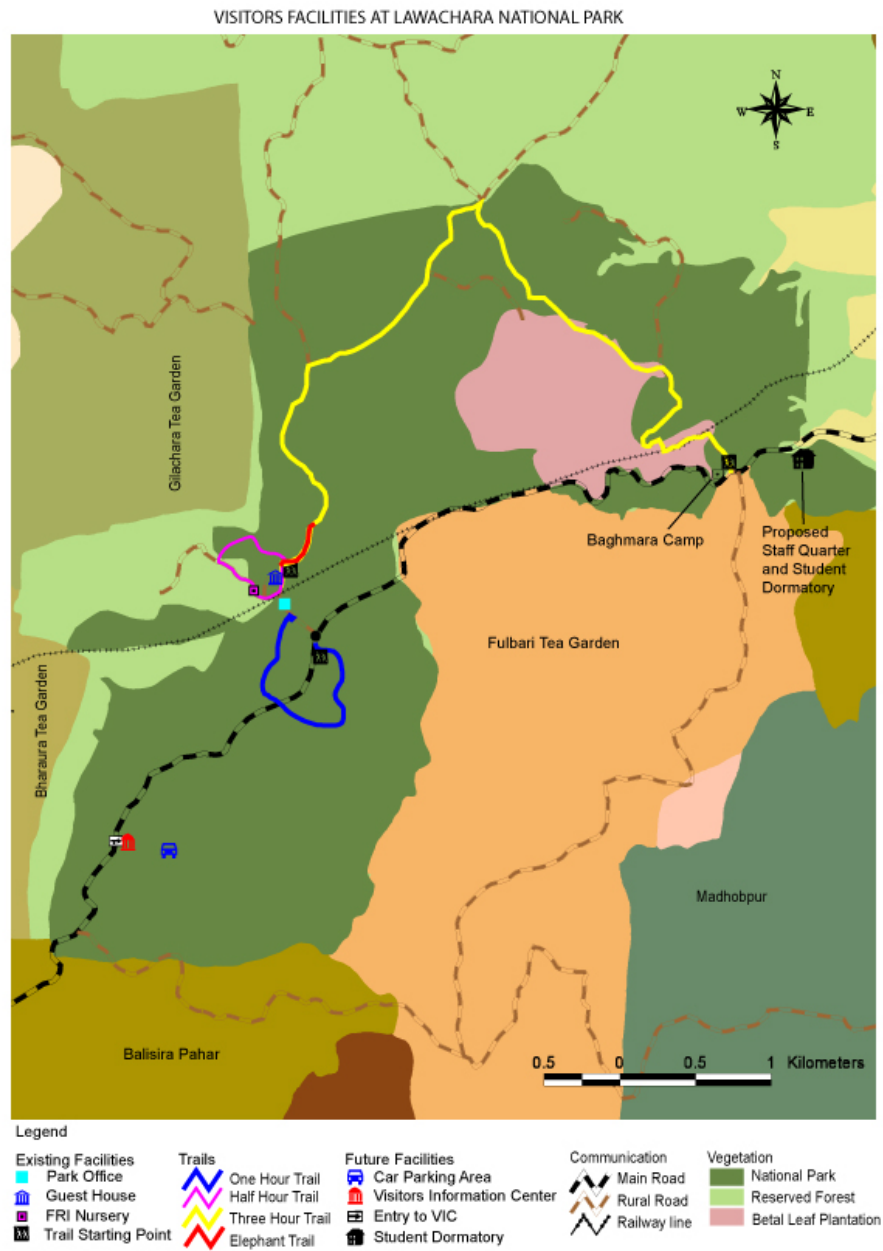 VISITORS FACILITIES AT LAWACHARA NATIONAL PARK
N
W E
S
Gilachara Tea Garden
Baghmara Camp
Proposed
Staff Quarter
and Student
Dormatory
Fulbari Tea Garden
Bharaura Tea Garden
Madhobpur
Balisira Pahar
0.5 0 0.5 1 Kilometers
Legend
Existing Facilities
Park Office
Guest House
FRI Nursery
Trail Starting Point
Trails
One Hour Trail
Half Hour Trail
Three Hour Trail
Elephant Trail
Future Facilities
Car Parking Area
Visitors Information Center
Entry to VIC
Student Dormatory
Communication
Main Road
Rural Road
Railway line
Vegetation
National Park
Reserved Forest
Betal Leaf Plantation